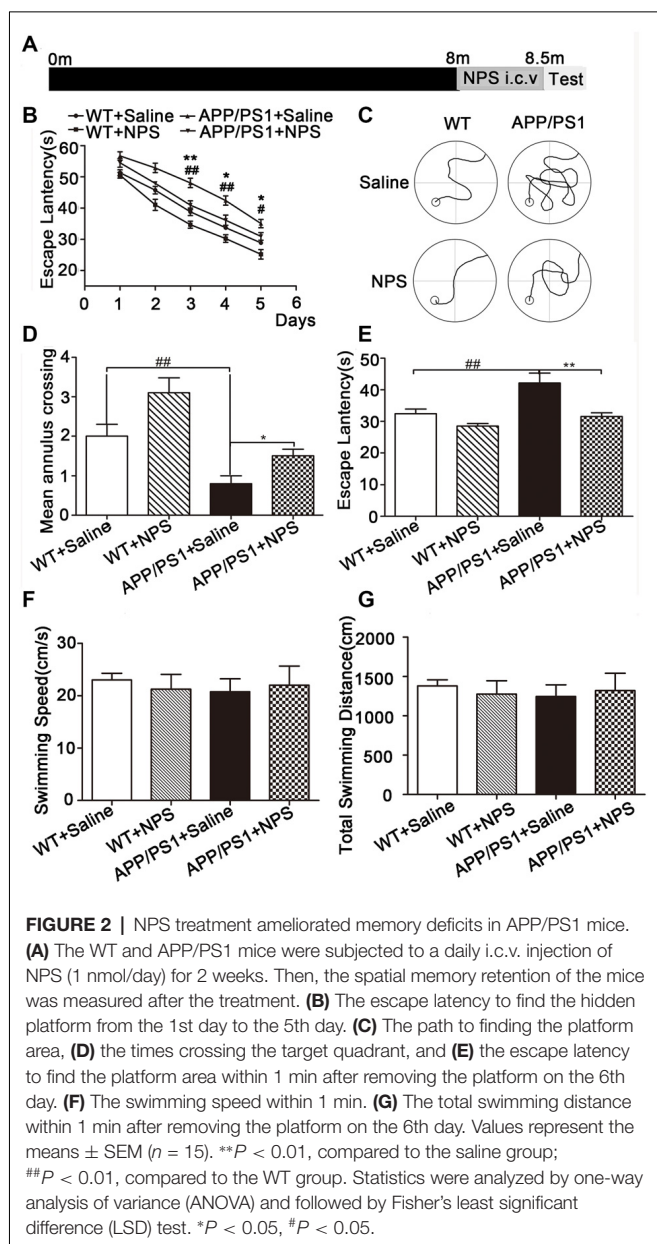 A
0m 8m 8.5m
NPS i.c.v Test
B
WT+Saline APP/PS1+Saline
WT+NPS APP/PS1+NPS
Escape Lantency(s)
60
50
40
30
20
** ## * ## * #
0 1 2 3 4 5 6
Days
C
WT APP/PS1
Saline
NPS
D
Mean annulus crossing
4
3
2
1
0
## *
WT+Saline WT+NPS APP/PS1+Saline APP/PS1+NPS
E
Escape Lantency(s)
50
40
30
20
10
0
## **
WT+Saline WT+NPS APP/PS1+Saline APP/PS1+NPS
F
Swimming Speed(cm/s)
30
20
10
0
WT+Saline WT+NPS APP/PS1+Saline APP/PS1+NPS
G
Total Swimming Distance(cm)
2000
1500
1000
500
0
WT+Saline WT+NPS APP/PS1+Saline APP/PS1+NPS
FIGURE 2 | NPS treatment ameliorated memory deficits in APP/PS1 mice.
(A) The WT and APP/PS1 mice were subjected to a daily i.c.v. injection of
NPS (1 nmol/day) for 2 weeks. Then, the spatial memory retention of the mice
was measured after the treatment. (B) The escape latency to find the hidden
platform from the 1st day to the 5th day. (C) The path to finding the platform
area, (D) the times crossing the target quadrant, and (E) the escape latency
to find the platform area within 1 min after removing the platform on the 6th
day. (F) The swimming speed within 1 min. (G) The total swimming distance
within 1 min after removing the platform on the 6th day. Values represent the
means ± SEM (n = 15). **P < 0.01, compared to the saline group;
##P < 0.01, compared to the WT group. Statistics were analyzed by one-way
analysis of variance (ANOVA) and followed by Fisher's least significant
difference (LSD) test. *P < 0.05, #P < 0.05.